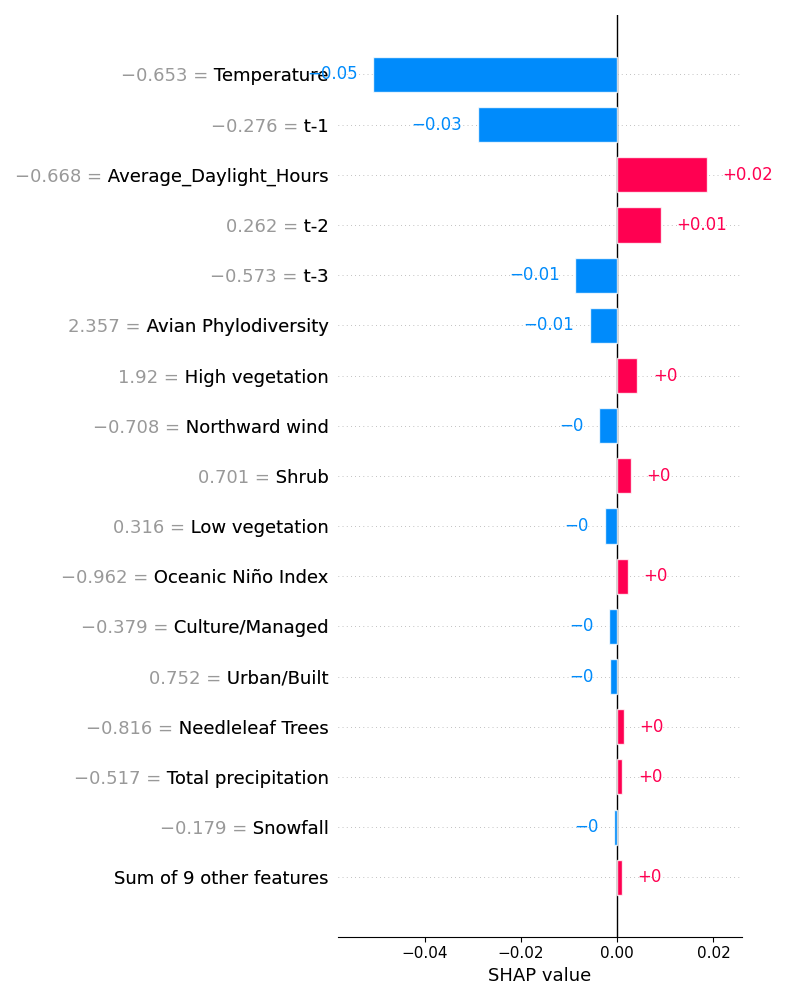 −0.653 = Temperature −0.05
−0.276 = t-1 −0.03
−0.668 = Average_Daylight_Hours +0.02
0.262 = t-2 +0.01
−0.573 = t-3 −0.01
2.357 = Avian Phylodiversity −0.01
1.92 = High vegetation +0
−0.708 = Northward wind −0
0.701 = Shrub +0
0.316 = Low vegetation −0
−0.962 = Oceanic Niño Index +0
−0.379 = Culture/Managed −0
0.752 = Urban/Built −0
−0.816 = Needleleaf Trees +0
−0.517 = Total precipitation +0
−0.179 = Snowfall −0
Sum of 9 other features +0
−0.04 −0.02 0.00 0.02
SHAP value